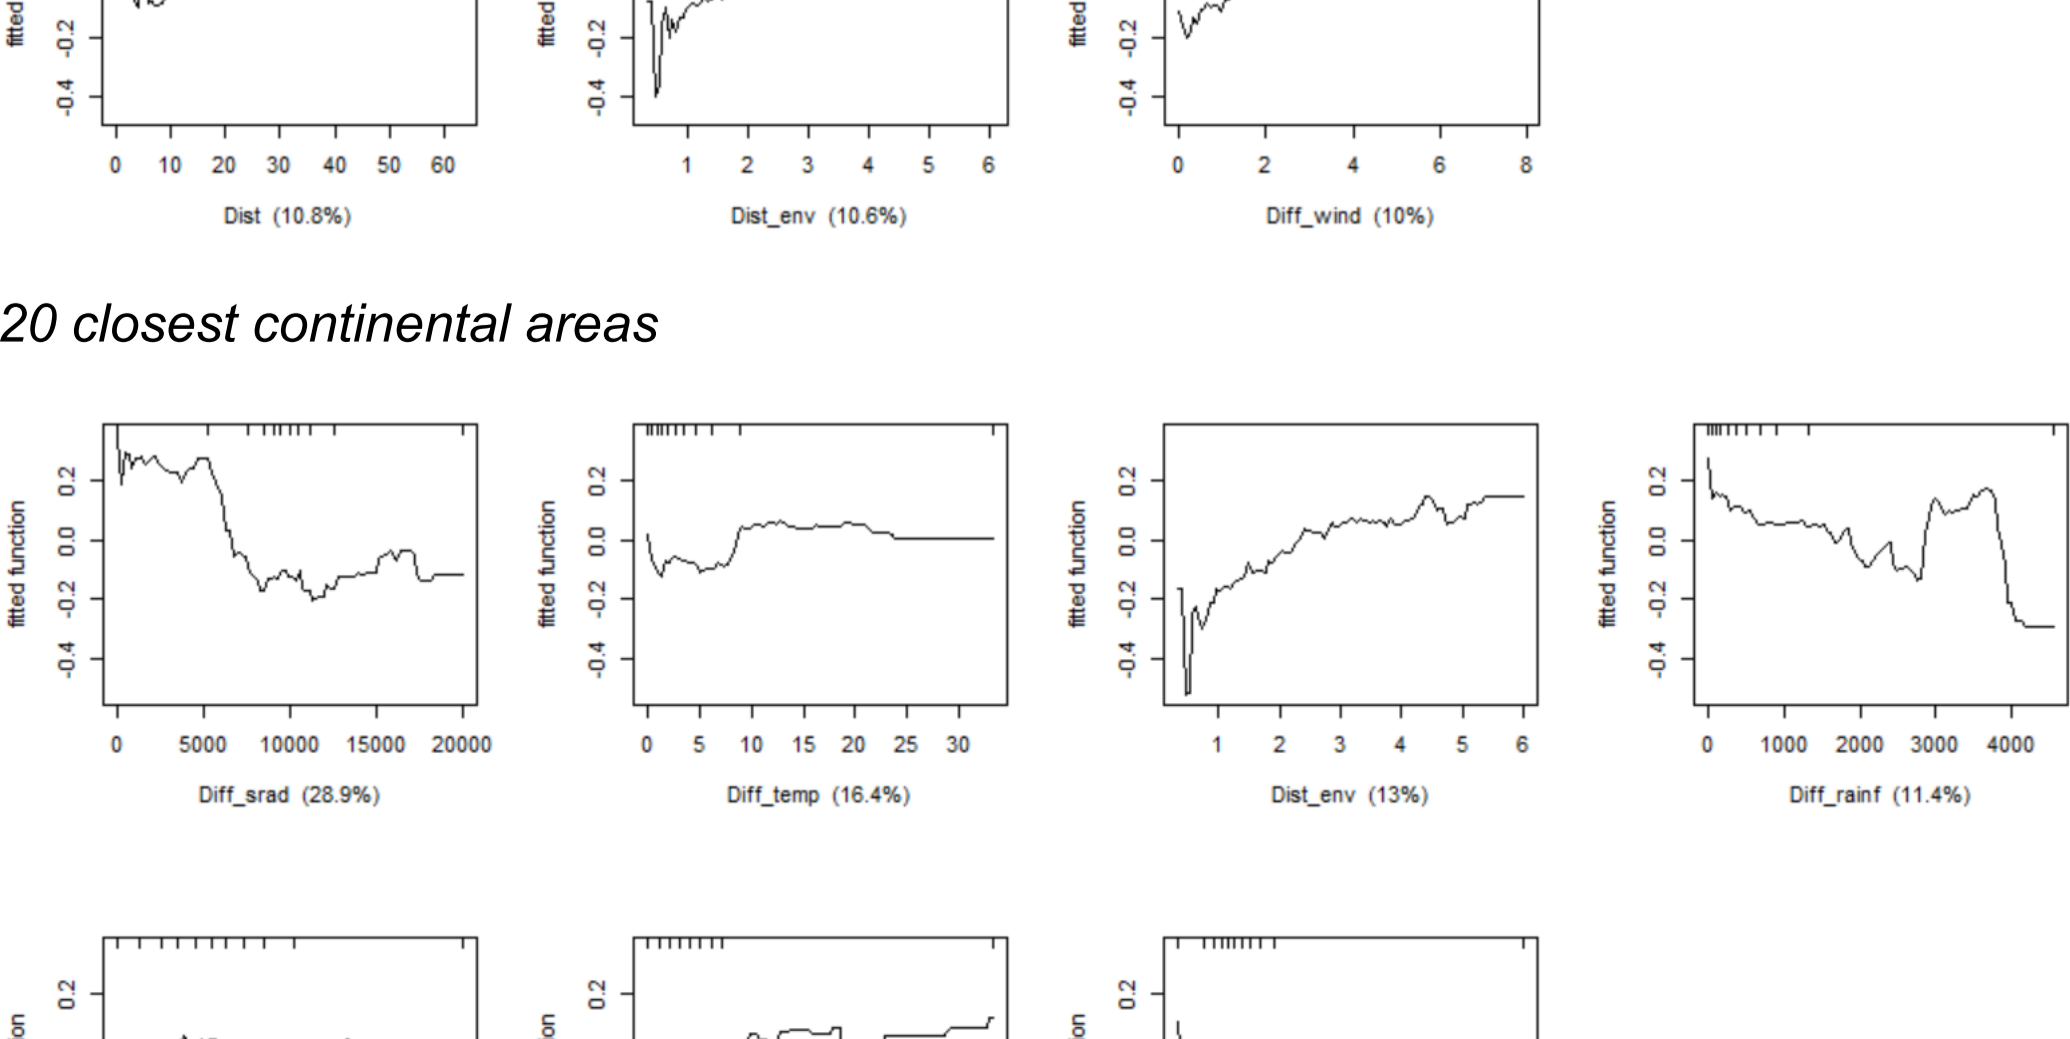 fitted
-0.2
-0.4
0 10 20 30 40 50 60
Dist (10.8%)
fitted
-0.2
-0.4
1 2 3 4 5 6
Dist_env (10.6%)
fitted
-0.2
-0.4
0 2 4 6 8
Diff_wind (10%)
20 closest continental areas
fitted function
0.2
0.0
-0.2
-0.4
0 5000 10000 15000 20000
Diff_srad (28.9%)
fitted function
0.2
0.0
-0.2
-0.4
0 5 10 15 20 25 30
Diff_temp (16.4%)
fitted function
0.2
0.0
-0.2
-0.4
1 2 3 4 5 6
Dist_env (13%)
fitted function
0.2
0.0
-0.2
-0.4
0 1000 2000 3000 4000
Diff_rainf (11.4%)
0.2
ion
0.2
ion
0.2
ion